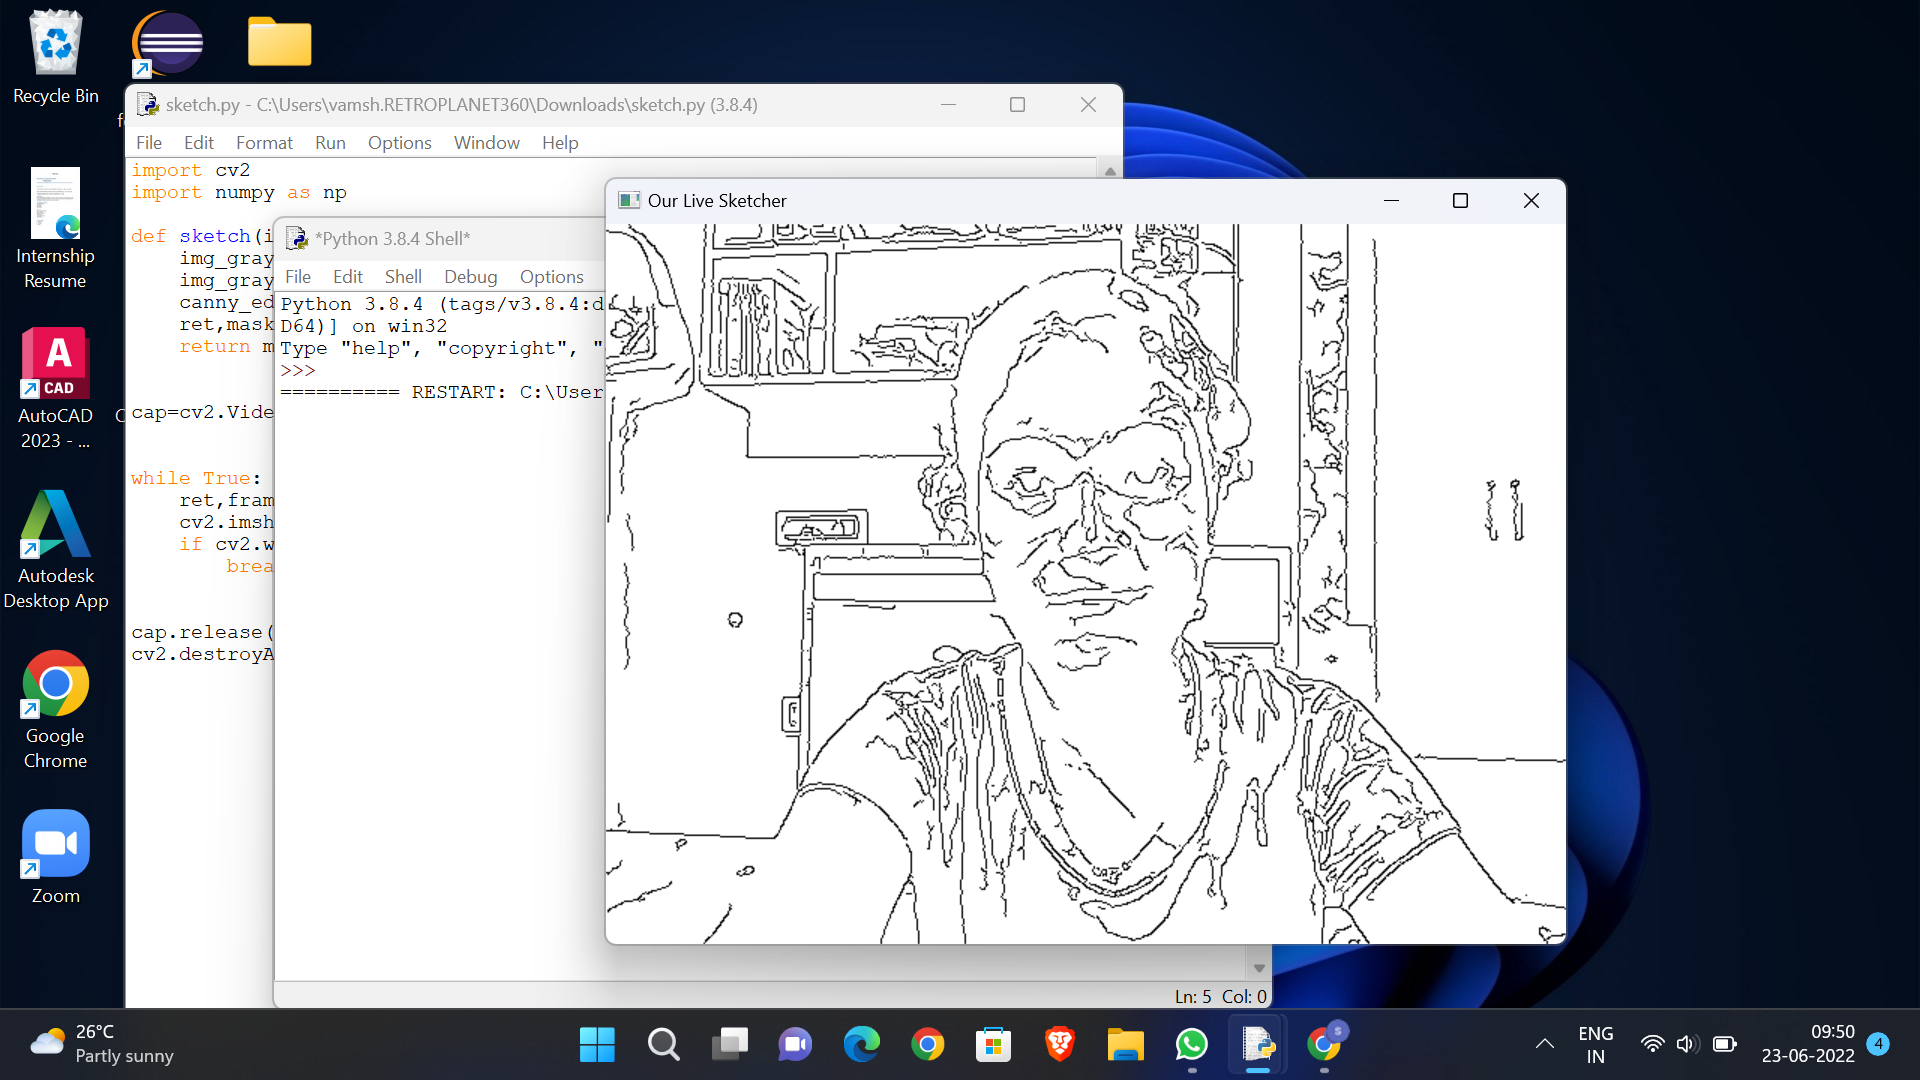 Recycle Bin
Internship
Resume
A
CAD
AutoCAD
2023 - ...
Autodesk
Desktop App
Google
Chrome
Zoom
sketch.py - C:\Users\vamsh.RETROPLANET360\Downloads\sketch.py (3.8.4)
File Edit Format Run Options Window Help
import cv2
import numpy as np
def sketch(i
img_gray
img_gray
canny_ed
ret,mask
return m
cap=cv2.Vide
while True:
ret,fram
cv2.imsh
if cv2.w
brea
cap.release(
cv2.destroyA
*Python 3.8.4 Shell*
File Edit Shell Debug Options
Python 3.8.4 (tags/v3.8.4:d
D64)] on win32
Type "help", "copyright", "
>>>
========== RESTART: C:\User
Ln: 5 Col: 0
Our Live Sketcher
26°C
Partly sunny
S
ENG
IN
09:50
23-06-2022
4